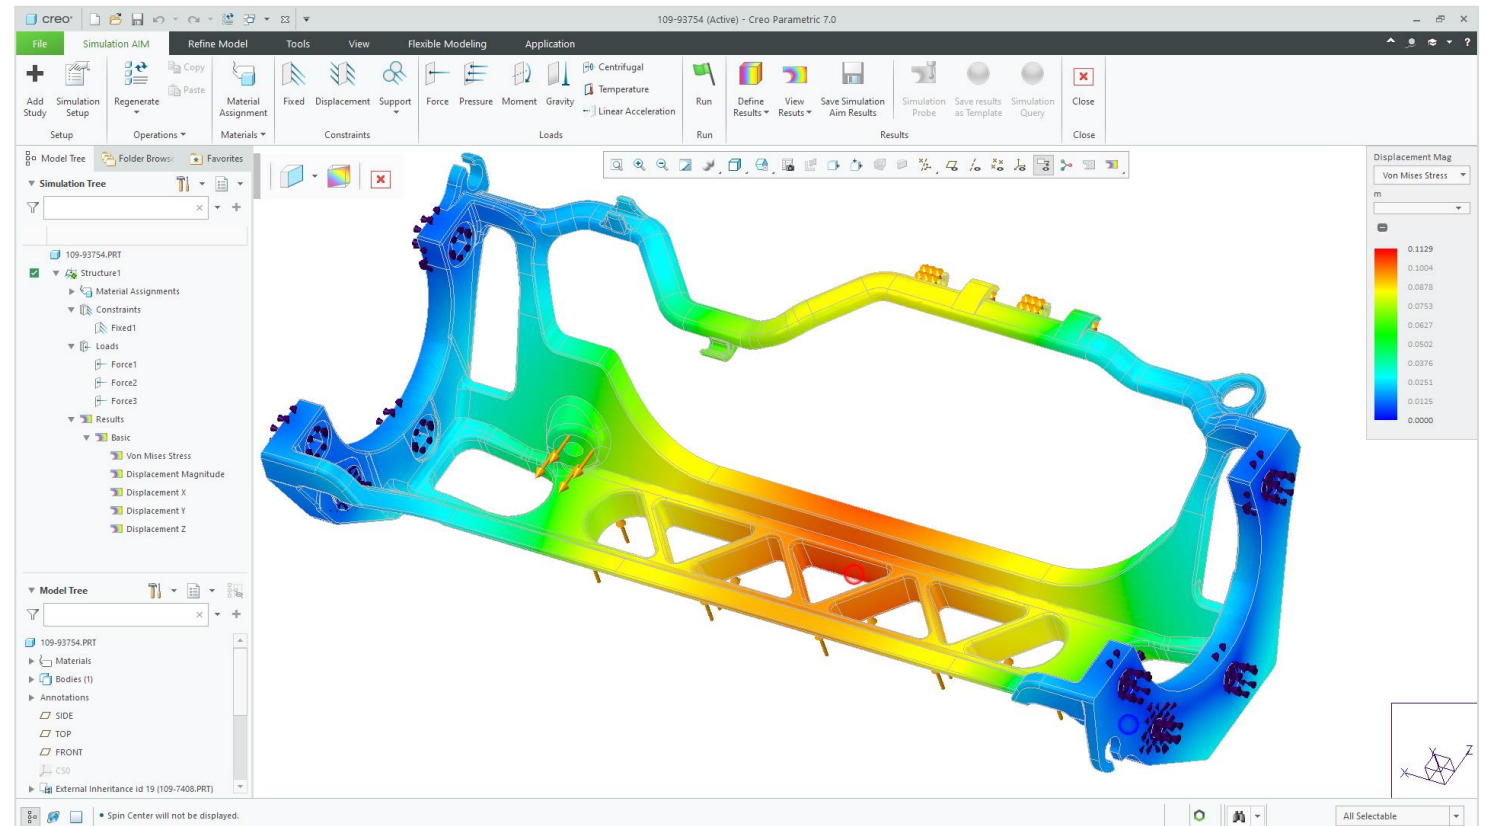 creo® 109-93754 (Active) - Creo Parametric 7.0
File Simulation AIM Refine Model Tools View Flexible Modeling Application
Add Study
Simulation Setup
Setup
Regenerate
Copy
Paste
Operations
Material Assignment
Materials
Fixed Displacement Support
Constraints
Force Pressure Moment Gravity
Centrifugal
Temperature
Linear Acceleration
Loads
Run
Run
Define Results
View Resuts
Save Simulation Aim Results
Simulation Probe
Save results as Template
Simulation Query
Results
Close
Close
Model Tree Folder Brows Favorites
Simulation Tree
109-93754.PRT
Structure1
Material Assignments
Constraints
Fixed1
Loads
Force1
Force2
Force3
Results
Basic
Von Mises Stress
Displacement Magnitude
Displacement X
Displacement Y
Displacement Z
Model Tree
109-93754.PRT
Materials
Bodies (1)
Annotations
SIDE
TOP
FRONT
CS0
External Inheritance id 19 (109-7408.PRT)
Displacement Mag
Von Mises Stress
m
0.1129
0.1004
0.0878
0.0753
0.0627
0.0502
0.0376
0.0251
0.0125
0.0000
X Y Z
• Spin Center will not be displayed.
All Selectable